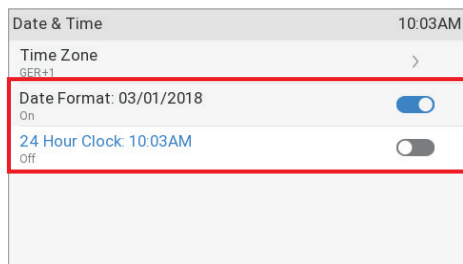 Date & Time 10:03AM
Time Zone
GER+1
Date Format: 03/01/2018
On
24 Hour Clock: 10:03AM
Off